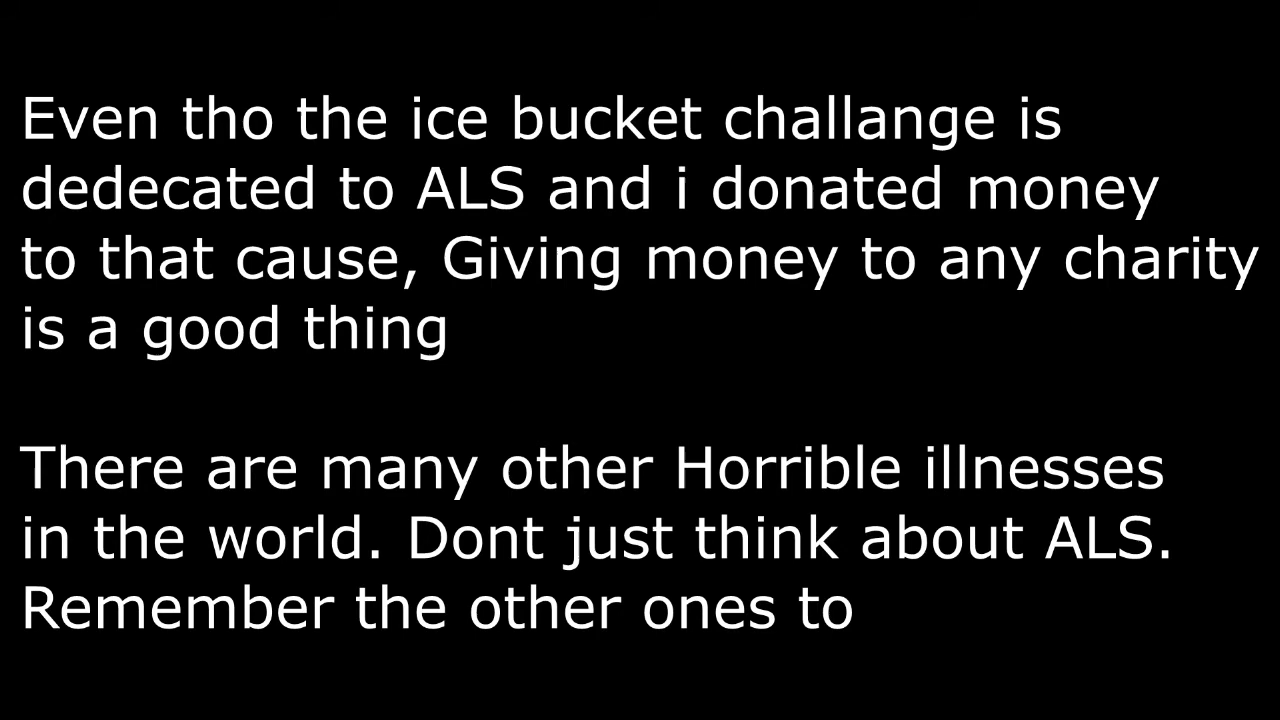 Even tho the ice bucket challange is
dedecated to ALS and i donated money
to that cause, Giving money to any charity
is a good thing
There are many other Horrible illnesses
in the world. Dont just think about ALS.
Remember the other ones to